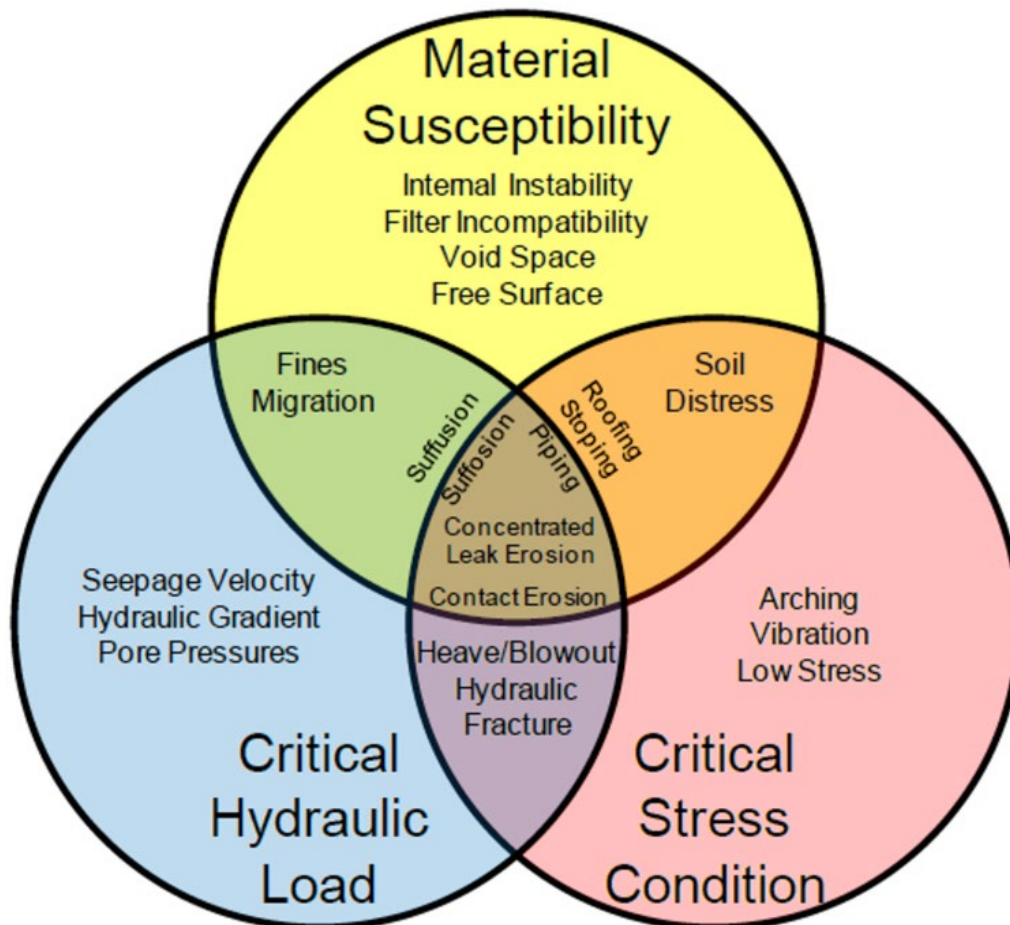 Material
Susceptibility
Internal Instability
Filter Incompatibility
Void Space
Free Surface
Fines
Migration
Soil
Distress
Suffusion
Suffosion
Piping
Roofing
Stoping
Concentrated
Leak Erosion
Contact Erosion
Seepage Velocity
Hydraulic Gradient
Pore Pressures
Heave/Blowout
Hydraulic
Fracture
Arching
Vibration
Low Stress
Critical
Hydraulic
Load
Critical
Stress
Condition